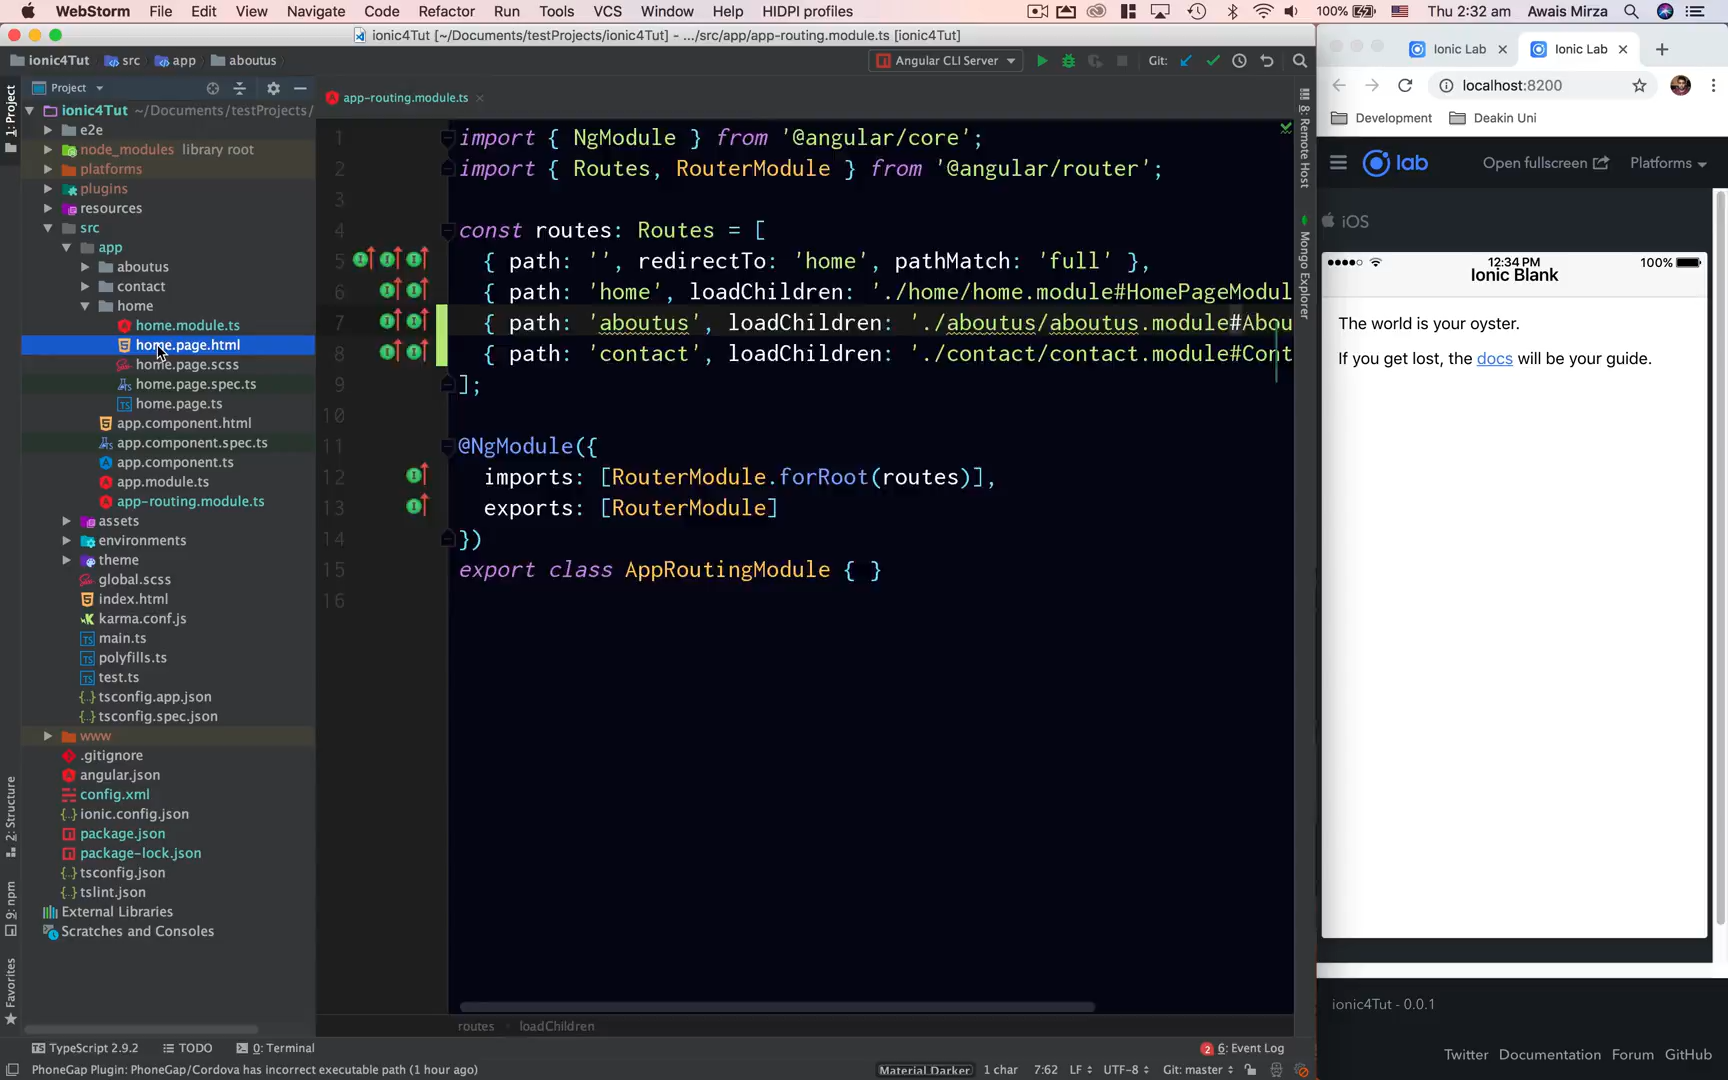 WebStorm File Edit View Navigate Code Refactor Run Tools VCS Window Help HIDPI profiles 100% Thu 2:32 am Awais Mirza
ionic4Tut [~/Documents/testProjects/ionic4Tut] - .../src/app/app-routing.module.ts [ionic4Tut]
ionic4Tut src app aboutus Angular CLI Server Git:
Project
app-routing.module.ts
1: Project
ionic4Tut ~/Documents/testProjects/
e2e
node_modules library root
platforms
plugins
resources
src
app
aboutus
contact
home
home.module.ts
home.page.html
home.page.scss
home.page.spec.ts
home.page.ts
app.component.html
app.component.spec.ts
app.component.ts
app.module.ts
app-routing.module.ts
assets
environments
theme
global.scss
index.html
karma.conf.js
main.ts
polyfills.ts
test.ts
tsconfig.app.json
tsconfig.spec.json
www
.gitignore
angular.json
config.xml
ionic.config.json
package.json
package-lock.json
tsconfig.json
tslint.json
External Libraries
Scratches and Consoles
2: Structure
9: npm
Favorites
1 import { NgModule } from '@angular/core';
2 import { Routes, RouterModule } from '@angular/router';
3
4 const routes: Routes = [
5 { path: '', redirectTo: 'home', pathMatch: 'full' },
6 { path: 'home', loadChildren: './home/home.module#HomePageModul
7 { path: 'aboutus', loadChildren: './aboutus/aboutus.module#Abou
8 { path: 'contact', loadChildren: './contact/contact.module#Cont
9 ];
10
11 @NgModule({
12 imports: [RouterModule.forRoot(routes)],
13 exports: [RouterModule]
14 })
15 export class AppRoutingModule { }
16
routes loadChildren
8: Remote Host
Mongo Explorer
TypeScript 2.9.2 TODO 0: Terminal 2 6: Event Log
PhoneGap Plugin: PhoneGap/Cordova has incorrect executable path (1 hour ago) Material Darker 1 char 7:62 LF UTF-8 Git: master
Ionic Lab Ionic Lab
localhost:8200
Development Deakin Uni
lab Open fullscreen Platforms
iOS
12:34 PM 100%
Ionic Blank
The world is your oyster.
If you get lost, the docs will be your guide.
ionic4Tut - 0.0.1
Twitter Documentation Forum GitHub